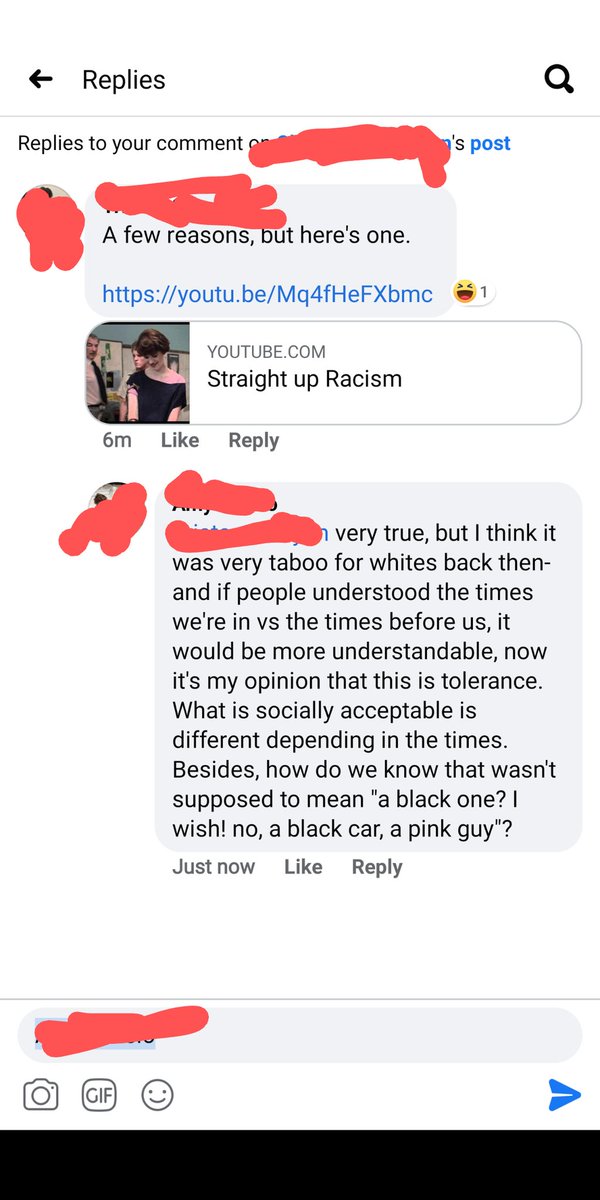 Replies
Replies to your comment on 's post
A few reasons, but here's one.
https://youtu.be/Mq4fHeFXbmc
1
YOUTUBE.COM
Straight up Racism
6m Like Reply
very true, but I think it
was very taboo for whites back then-
and if people understood the times
we're in vs the times before us, it
would be more understandable, now
it's my opinion that this is tolerance.
What is socially acceptable is
different depending in the times.
Besides, how do we know that wasn't
supposed to mean "a black one? I
wish! no, a black car, a pink guy"?
Just now Like Reply
GIF